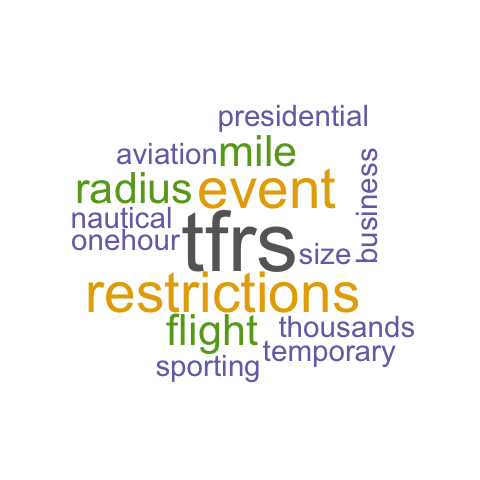 presidential
aviation mile
business
radius event
nautical
tfrs
onehour
size
restrictions
flight thousands
temporary
sporting